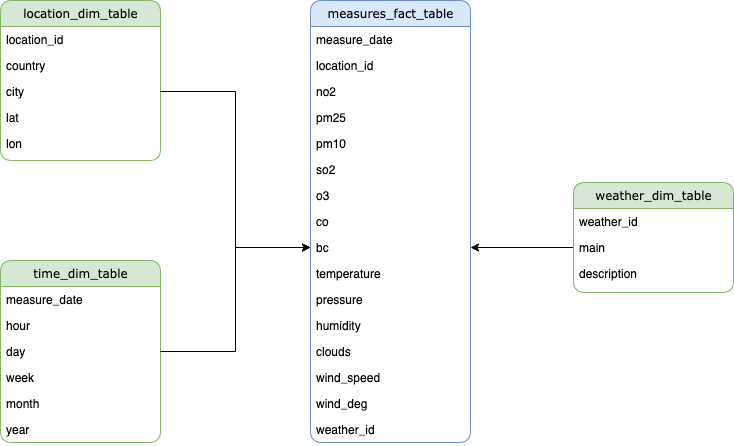 location_dim_table
location_id
country
city
lat
lon
time_dim_table
measure_date
hour
day
week
month
year
measures_fact_table
measure_date
location_id
no2
pm25
pm10
so2
o3
co
bc
temperature
pressure
humidity
clouds
wind_speed
wind_deg
weather_id
weather_dim_table
weather_id
main
description